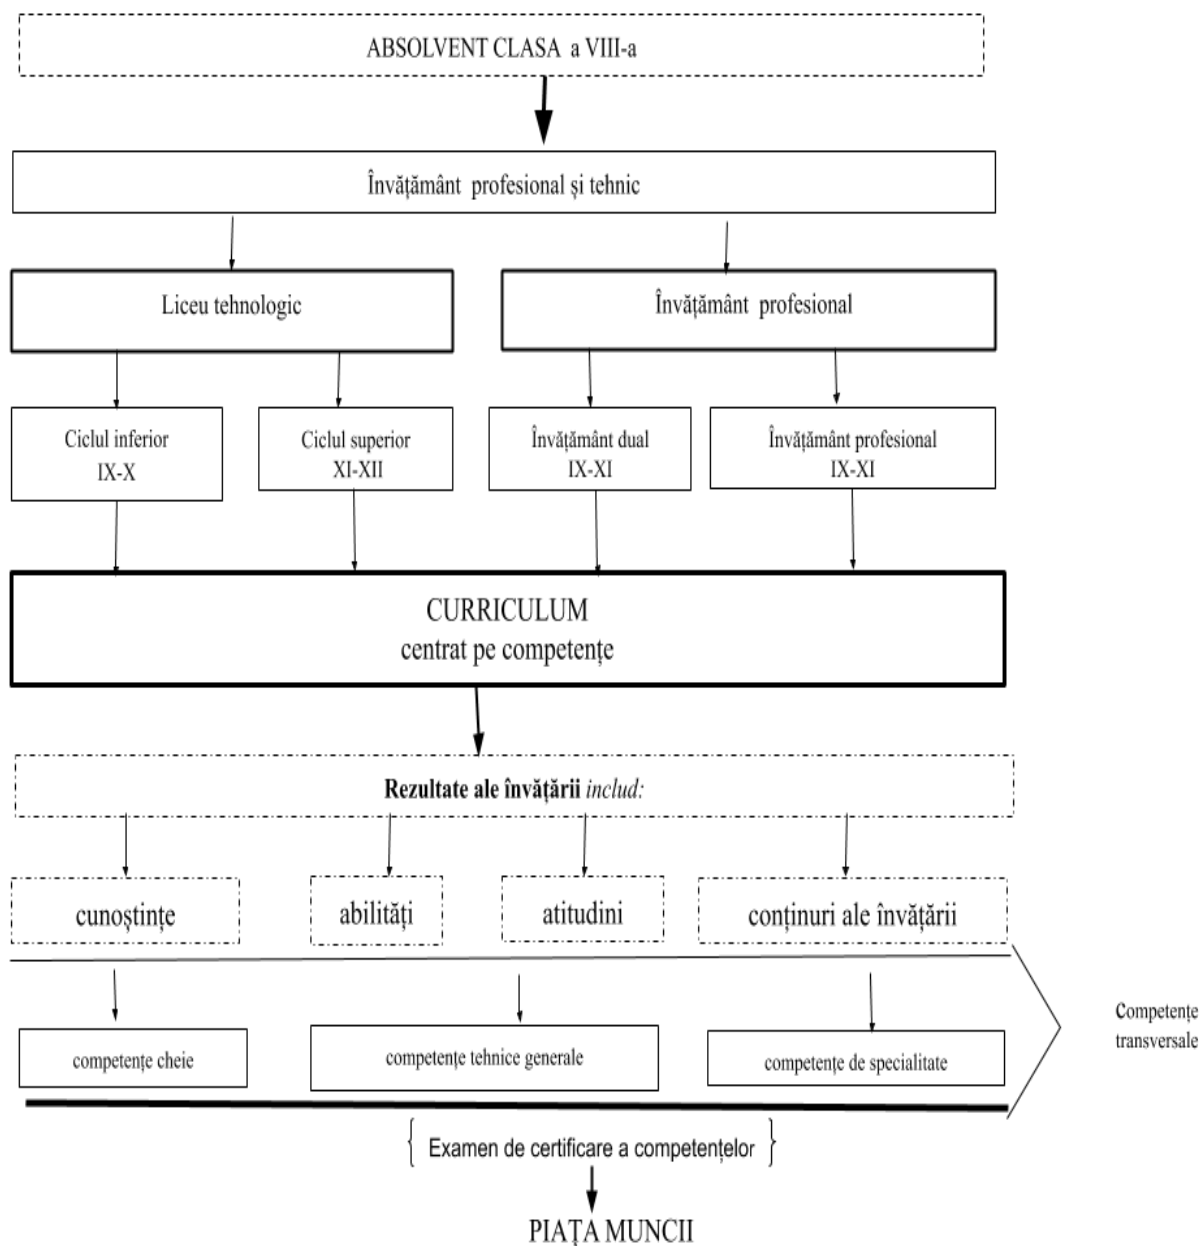 ABSOLVENT CLASA a VIII-a
Învățământ profesional și tehnic
Liceu tehnologic
Învățământ profesional
Ciclul inferior
IX-X
Ciclul superior
XI-XII
Învățământ dual
IX-XI
Învățământ profesional
IX-XI
CURRICULUM
centrat pe competențe
Rezultate ale învățării includ:
cunoștințe
abilități
atitudini
conținuri ale învățării
Competențe
transversale
competențe cheie
competențe tehnice generale
competențe de specialitate
{ Examen de certificare a competențelor }
PIAȚA MUNCII